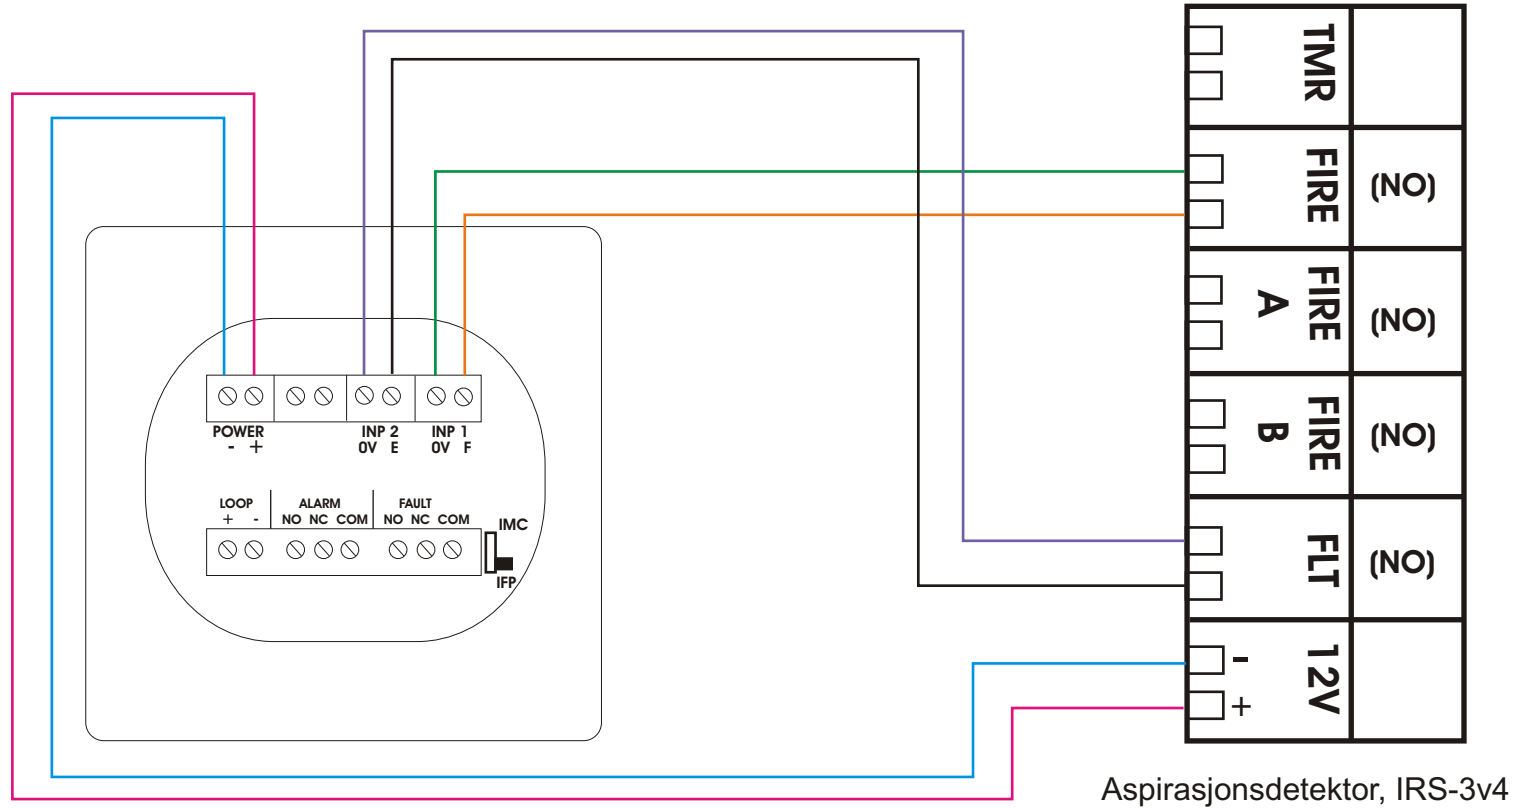 POWER
- +
INP 2
0V E
INP 1
0V F
LOOP
+ -
ALARM
NO NC COM
FAULT
NO NC COM
IMC
IFP
TMR
FIRE
(NO)
FIRE
A
(NO)
FIRE
B
(NO)
FLT
(NO)
12V
-
+
Aspirasjonsdetektor, IRS-3v4